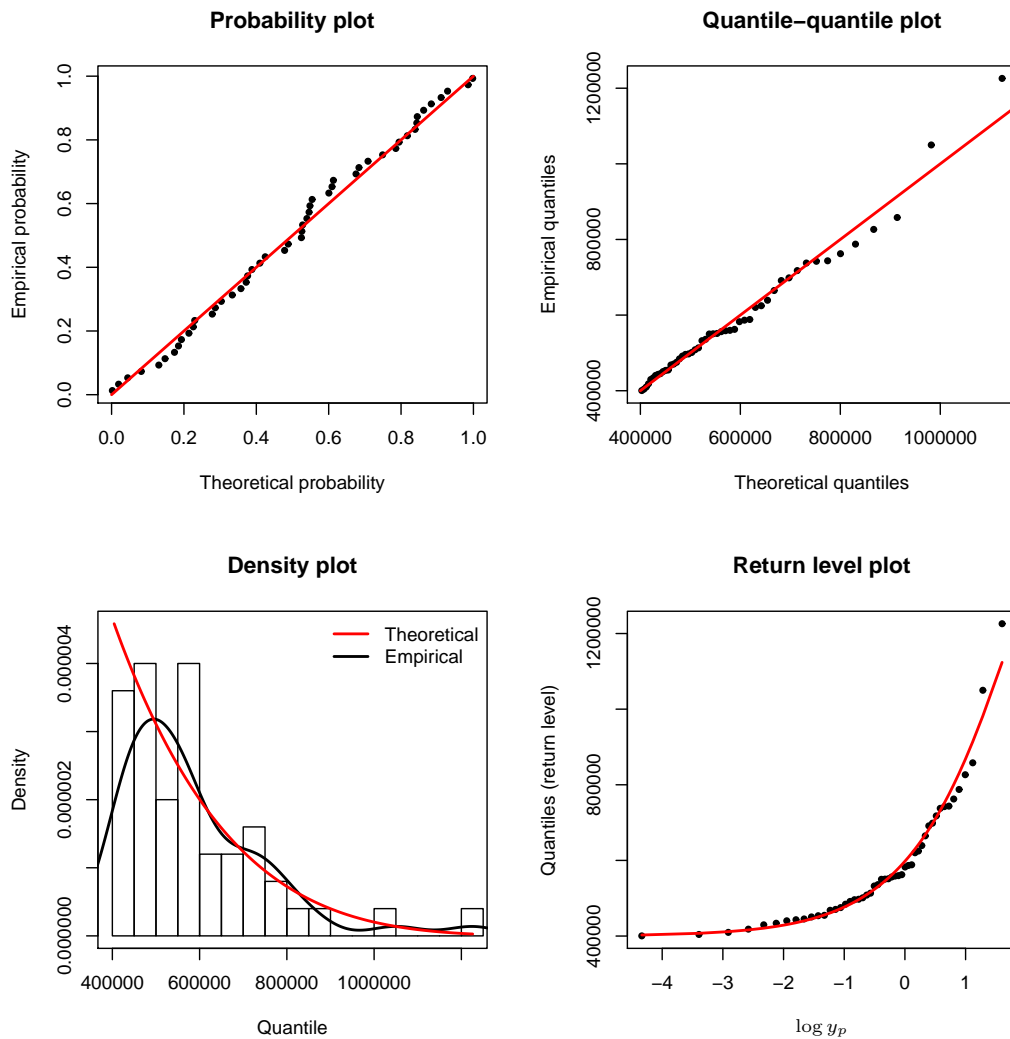 Probability plot
Empirical probability
0.0 0.2 0.4 0.6 0.8 1.0
0.0 0.2 0.4 0.6 0.8 1.0
Theoretical probability
Quantile−quantile plot
Empirical quantiles
400000 800000 1200000
400000 600000 800000 1000000
Theoretical quantiles
Density plot
Density
0.000000 0.000002 0.000004
Theoretical
Empirical
400000 600000 800000 1000000
Quantile
Return level plot
Quantiles (return level)
400000 800000 1200000
−4 −3 −2 −1 0 1
log y_p